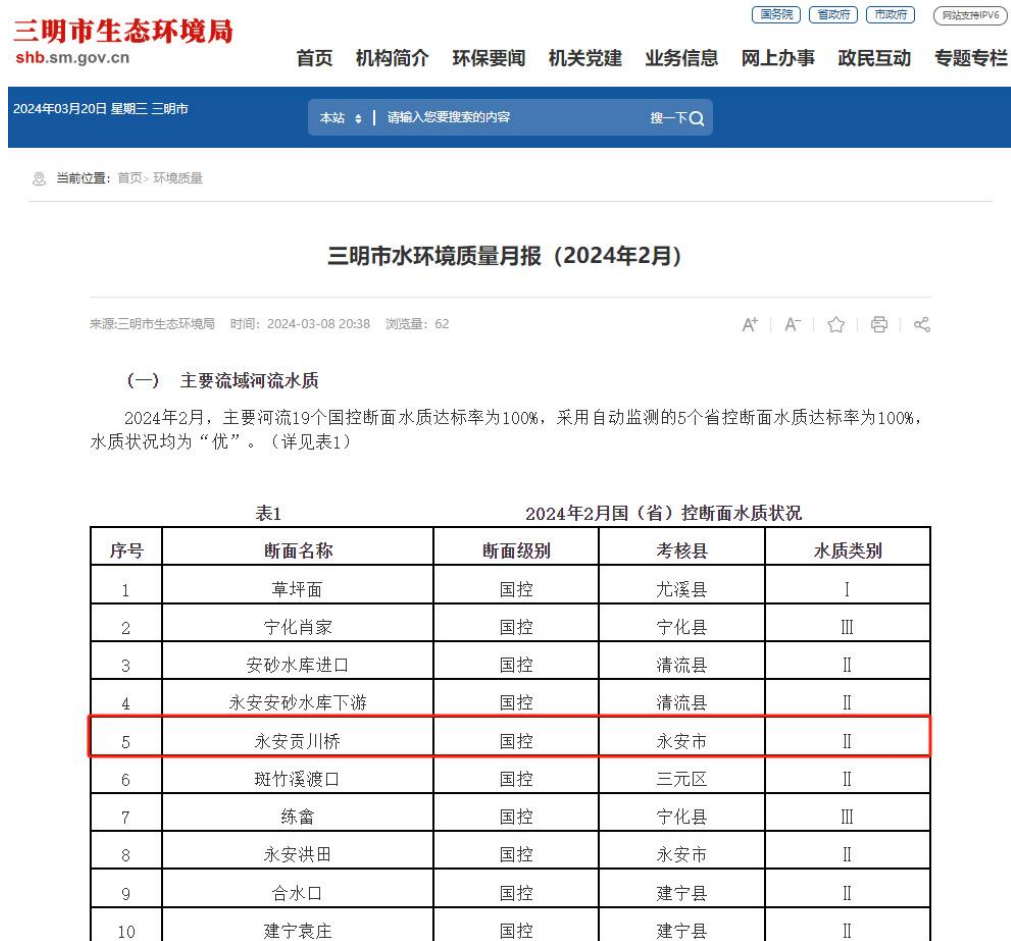 国务院 省政府 市政府 网站支持IPV6
三明市生态环境局
shb.sm.gov.cn
首页 机构简介 环保要闻 机关党建 业务信息 网上办事 政民互动 专题专栏
2024年03月20日 星期三 三明市
本站 请输入您要搜索的内容 搜一下
当前位置：首页> 环境质量
三明市水环境质量月报（2024年2月）
来源:三明市生态环境局 时间：2024-03-08 20:38 浏览量：62
A+ A-
（一） 主要流域河流水质
2024年2月，主要河流19个国控断面水质达标率为100%，采用自动监测的5个省控断面水质达标率为100%，
水质状况均为“优”。（详见表1）
表1 2024年2月国（省）控断面水质状况
序号 断面名称 断面级别 考核县 水质类别
1 草坪面 国控 尤溪县 Ⅰ
2 宁化肖家 国控 宁化县 Ⅲ
3 安砂水库进口 国控 清流县 Ⅱ
4 永安安砂水库下游 国控 清流县 Ⅱ
5 永安贡川桥 国控 永安市 Ⅱ
6 斑竹溪渡口 国控 三元区 Ⅱ
7 练畲 国控 宁化县 Ⅲ
8 永安洪田 国控 永安市 Ⅱ
9 合水口 国控 建宁县 Ⅱ
10 建宁袁庄 国控 建宁县 Ⅱ